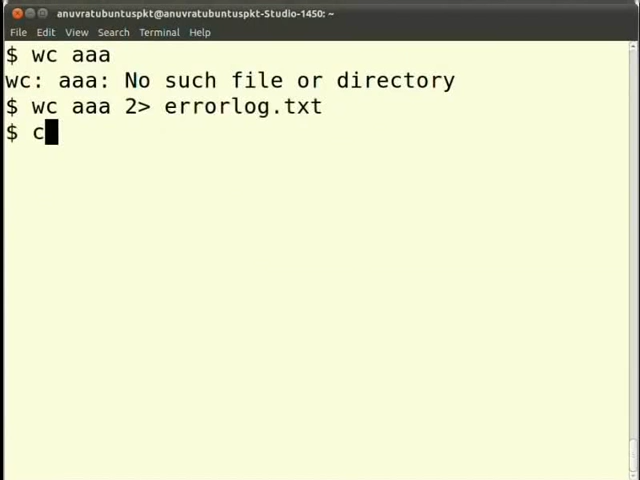 anuvratubuntuspkt@anuvratubuntuspkt-Studio-1450: ~
File Edit View Search Terminal Help
$ wc aaa
wc: aaa: No such file or directory
$ wc aaa 2> errorlog.txt
$ c